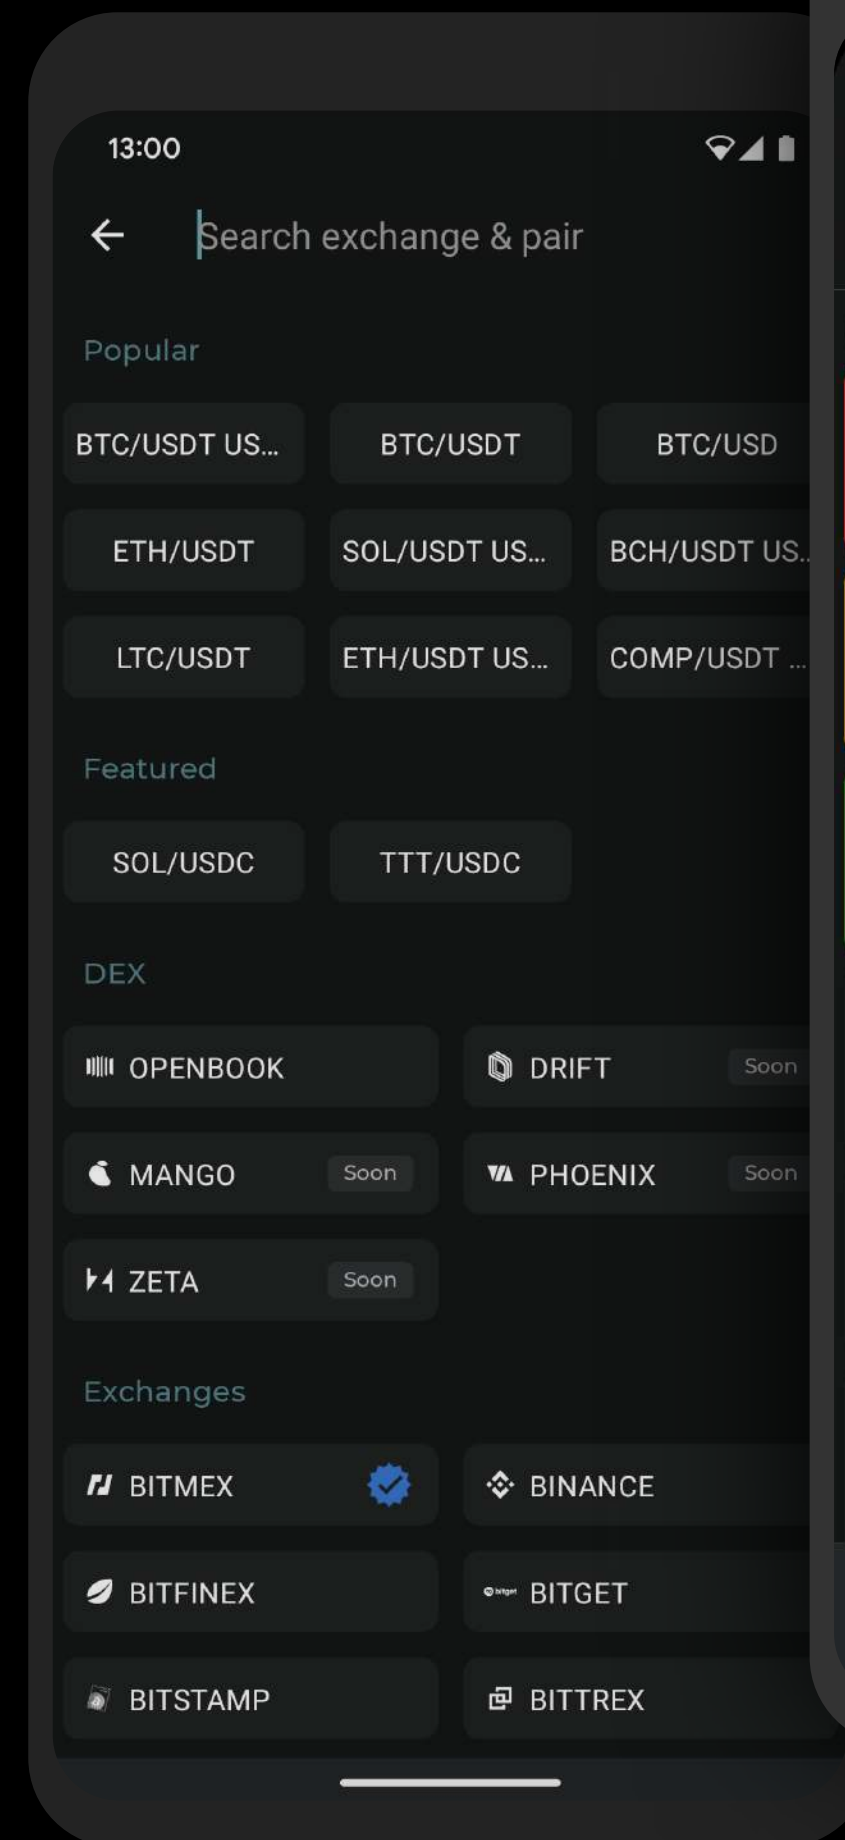 13:00
Search exchange & pair
Popular
BTC/USDT US... BTC/USDT BTC/USD
ETH/USDT SOL/USDT US... BCH/USDT US..
LTC/USDT ETH/USDT US... COMP/USDT ...
Featured
SOL/USDC TTT/USDC
DEX
OPENBOOK DRIFT Soon
MANGO Soon PHOENIX Soon
ZETA Soon
Exchanges
BITMEX BINANCE
BITFINEX bitget BITGET
BITSTAMP BITTREX